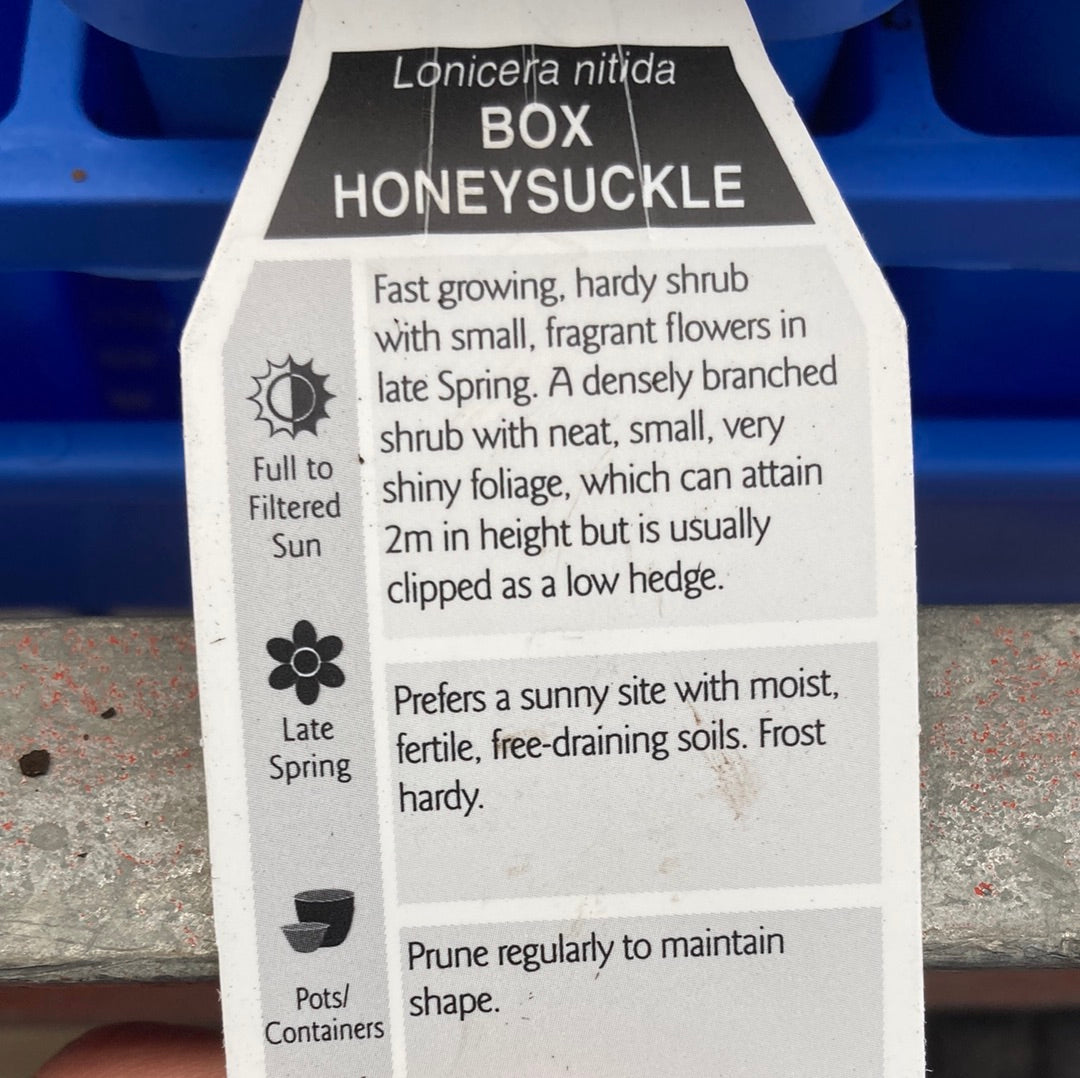 Lonicera nitida
BOX
HONEYSUCKLE
Fast growing, hardy shrub
with small, fragrant flowers in
late Spring. A densely branched
shrub with neat, small, very
shiny foliage, which can attain
2m in height but is usually
clipped as a low hedge.
Full to
Filtered
Sun
Prefers a sunny site with moist,
fertile, free-draining soils. Frost
hardy.
Late
Spring
Prune regularly to maintain
shape.
Pots/
Containers